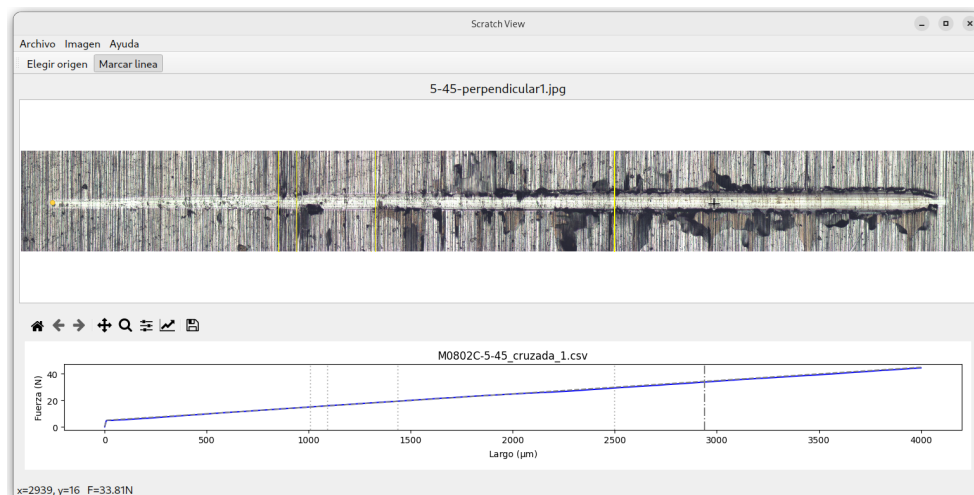 Scratch View
Archivo Imagen Ayuda
Elegir origen Marcar linea
5-45-perpendicular1.jpg
M0802C-5-45_cruzada_1.csv
Fuerza (N)
40
20
0
0 500 1000 1500 2000 2500 3000 3500 4000
Largo (μm)
x=2939, y=16 F=33.81N